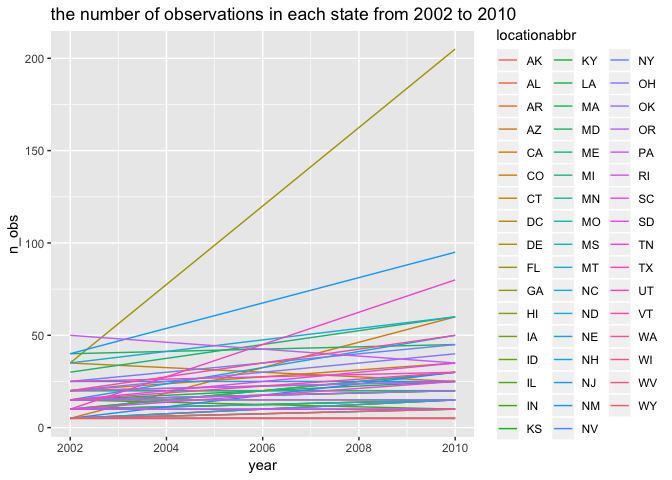 the number of observations in each state from 2002 to 2010
n_obs
200
150
100
50
0
2002
2004
2006
2008
2010
year
locationabbr
AK
AL
AR
AZ
CA
CO
CT
DC
DE
FL
GA
HI
IA
ID
IL
IN
KS
KY
LA
MA
MD
ME
MI
MN
MO
MS
MT
NC
ND
NE
NH
NJ
NM
NV
NY
OH
OK
OR
PA
RI
SC
SD
TN
TX
UT
VT
WA
WI
WV
WY